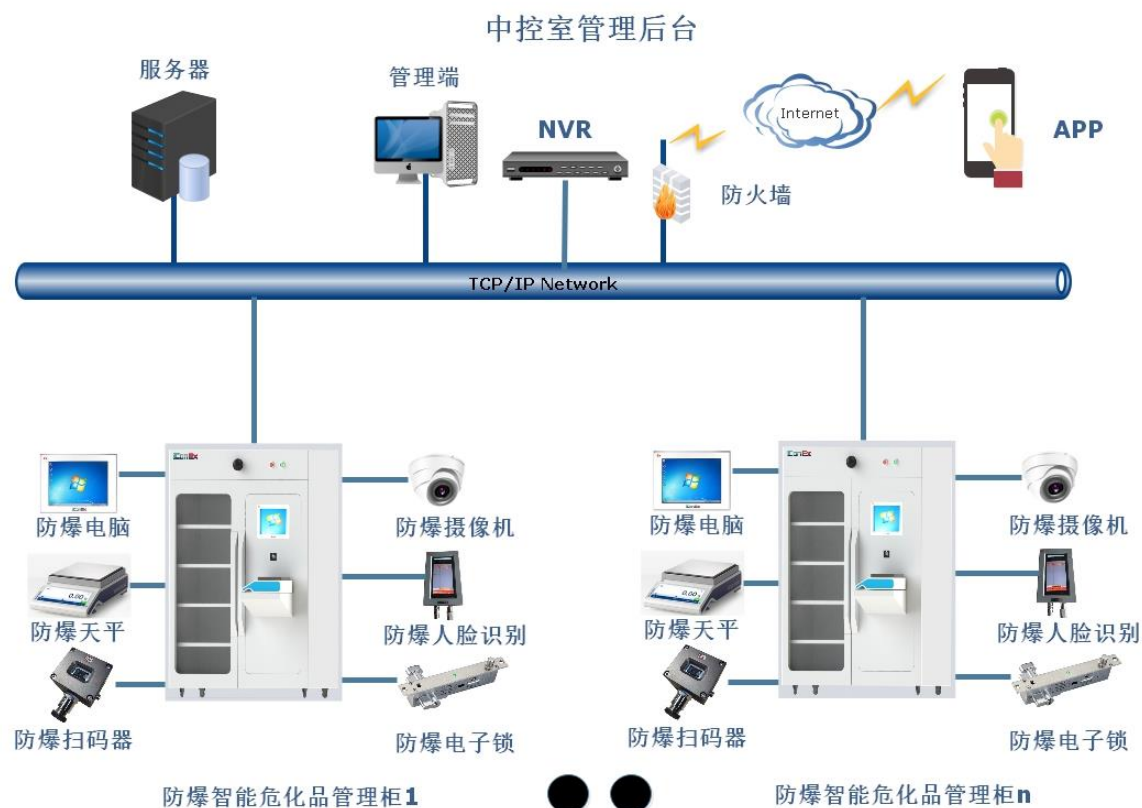 中控室管理后台
服务器
管理端
NVR
Internet
APP
防火墙
TCP/IP Network
防爆电脑
防爆摄像机
防爆天平
防爆人脸识别
防爆扫码器
防爆电子锁
防爆智能危化品管理柜1
防爆电脑
防爆摄像机
防爆天平
防爆人脸识别
防爆扫码器
防爆电子锁
防爆智能危化品管理柜n